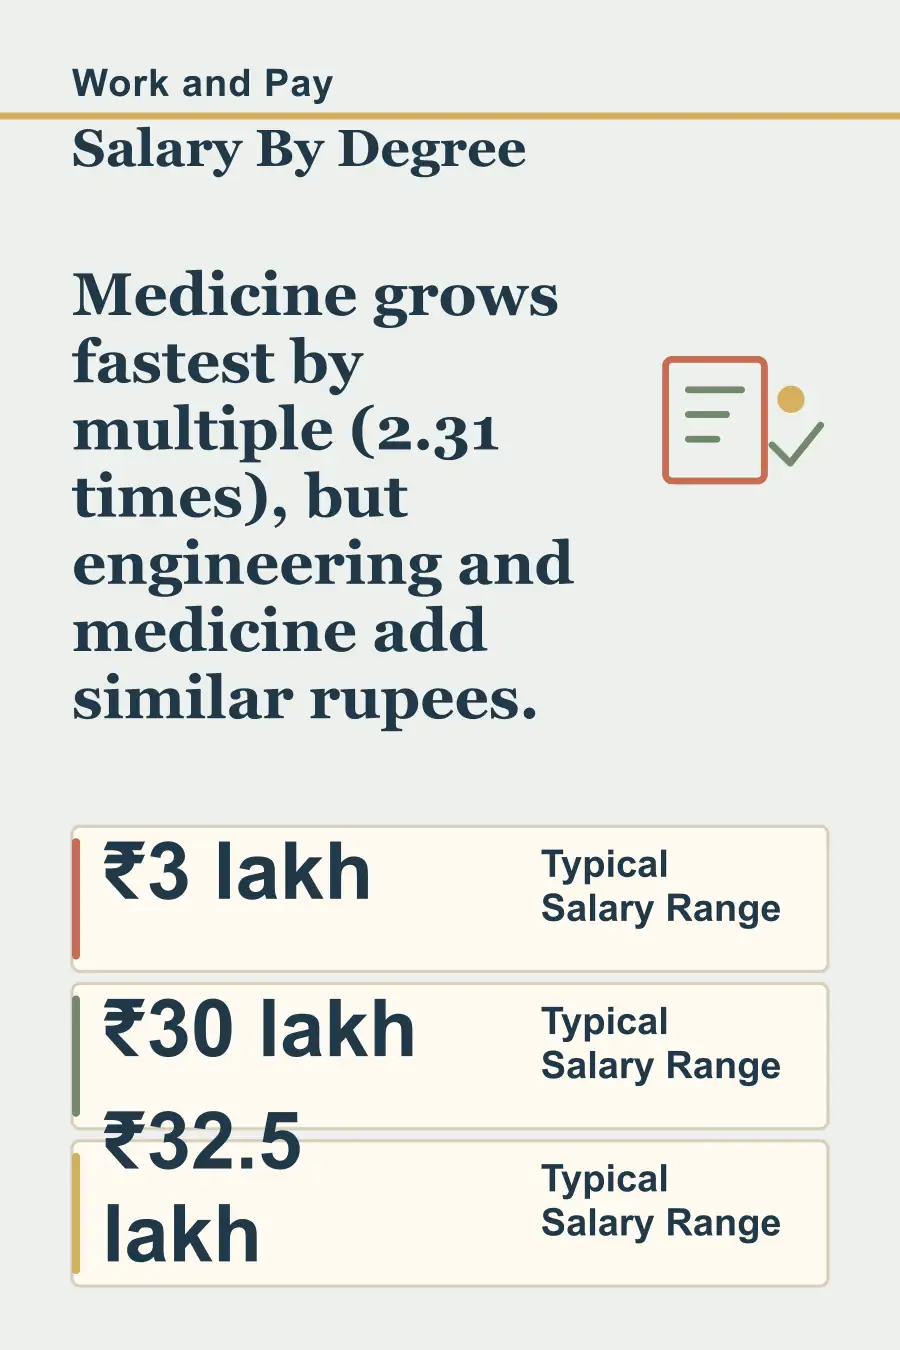 Work and Pay
Salary By Degree
Medicine grows
fastest by
multiple (2.31
times), but
engineering and
medicine add
similar rupees.
₹3 lakh
Typical
Salary Range
₹30 lakh
Typical
Salary Range
₹32.5
lakh
Typical
Salary Range